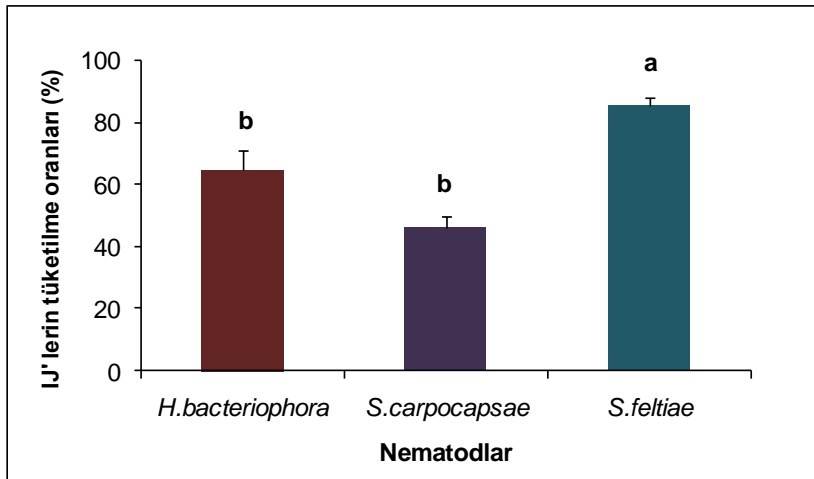 IJ' lerin tüketilme oranları (%)
100
80
60
40
20
0
b
b
a
H.bacteriophora
S.carpocapsae
S.feltiae
Nematodlar